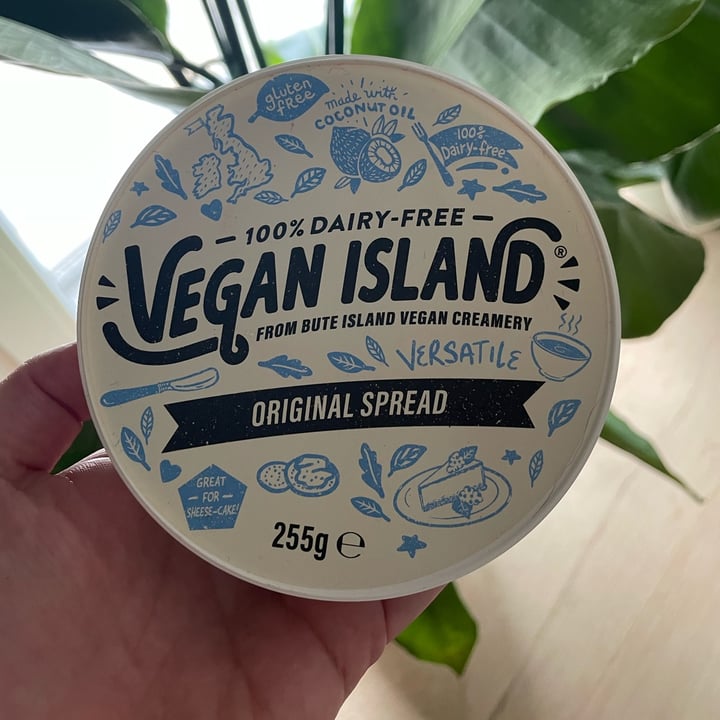 gluten
free
made with
COCONUT OIL
100%
Dairy-free
100% DAIRY-FREE
VEGAN ISLAND®
FROM BUTE ISLAND VEGAN CREAMERY
VERSATILE
ORIGINAL SPREAD
GREAT
FOR
SHEESE-CAKE!
255g ℮